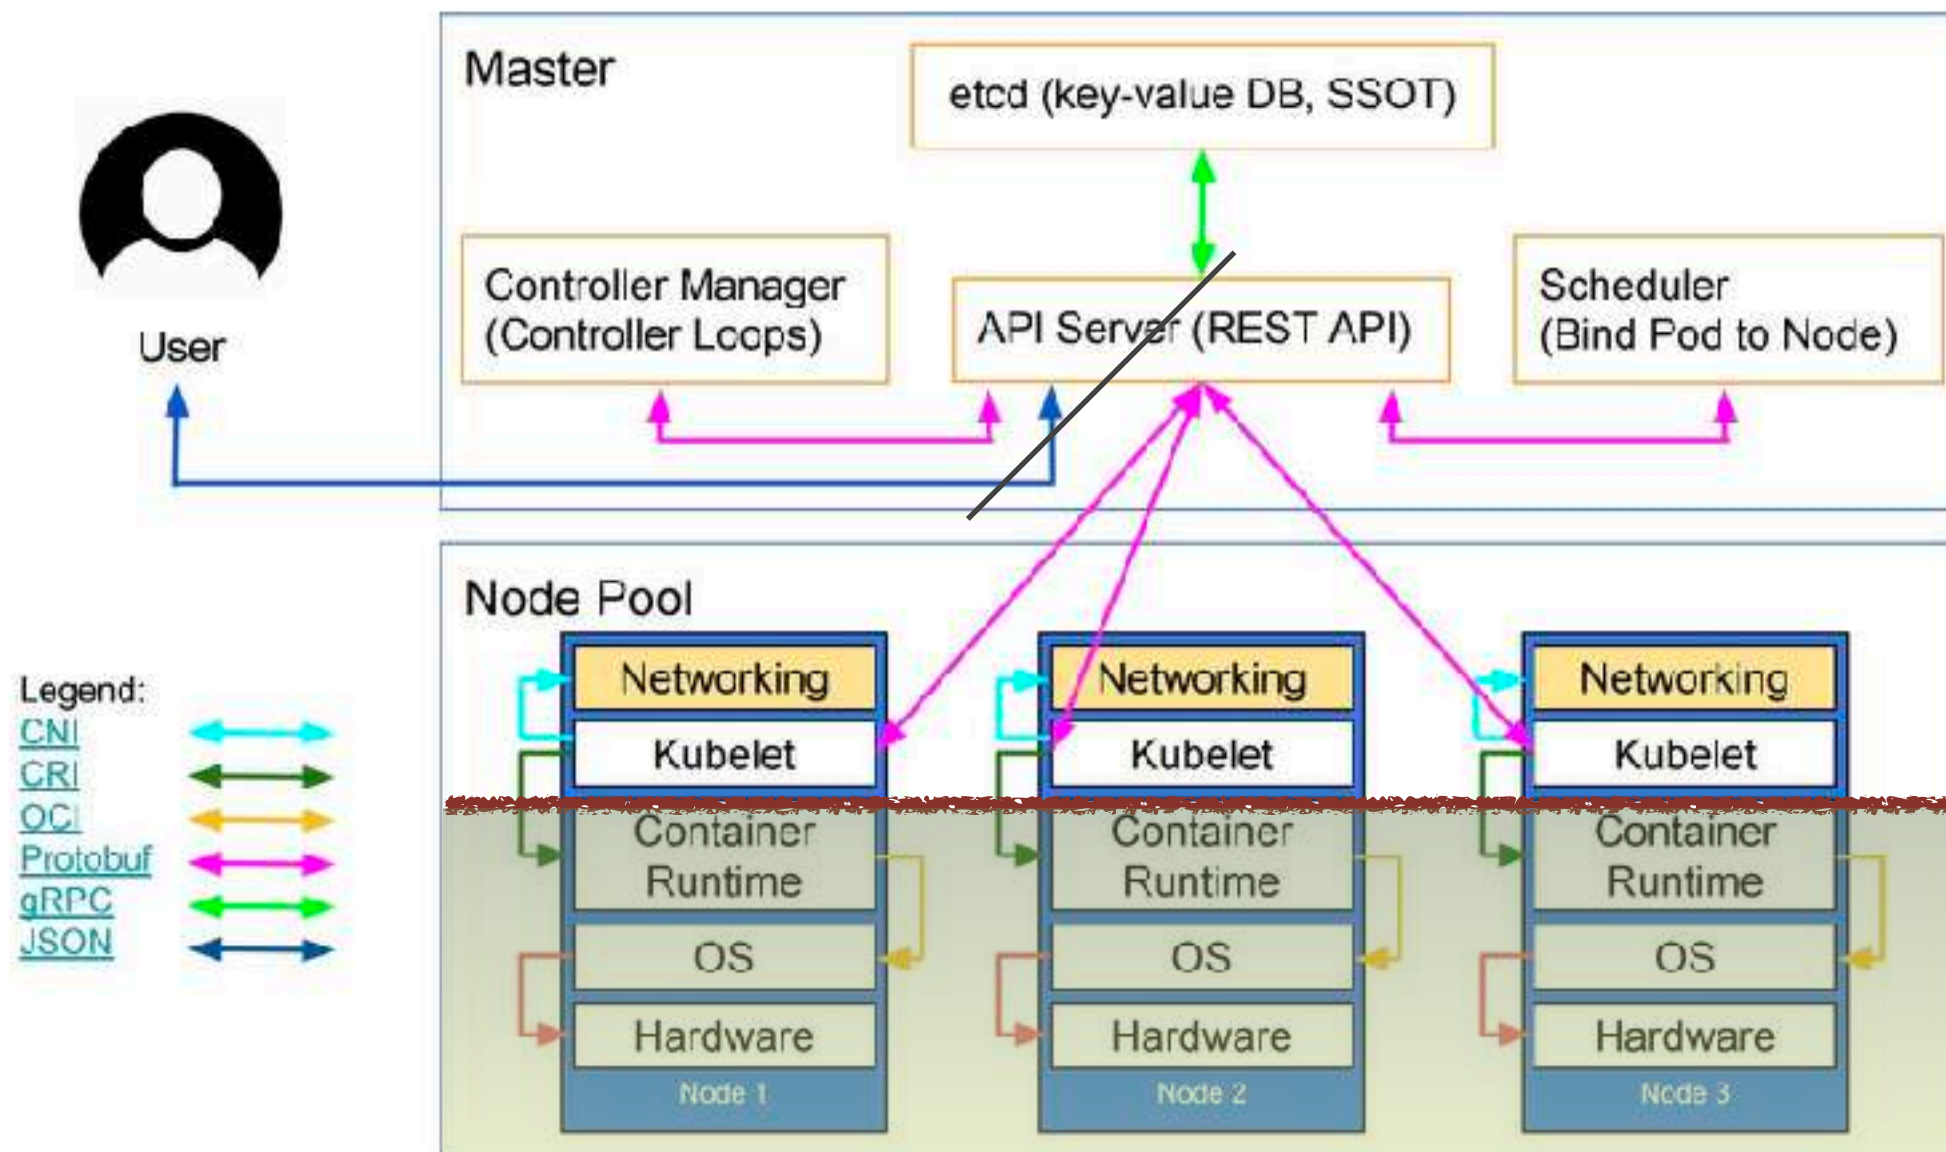 Master
etcd (key-value DB, SSOT)
Controller Manager
(Controller Loops)
API Server (REST API)
Scheduler
(Bind Pod to Node)
User
Node Pool
Networking
Kubelet
Container
Runtime
OS
Hardware
Node 1
Networking
Kubelet
Container
Runtime
OS
Hardware
Node 2
Networking
Kubelet
Container
Runtime
OS
Hardware
Node 3
Legend:
CNI
CRI
OCI
Protobuf
gRPC
JSON